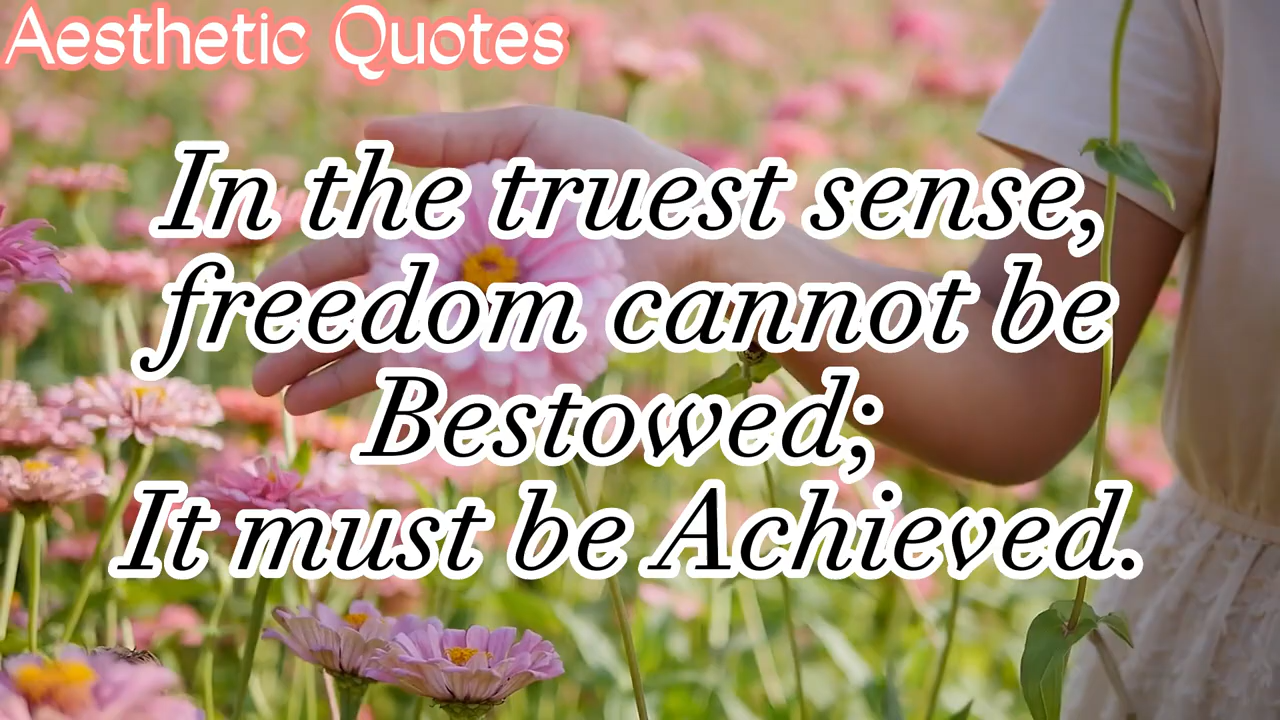 Aesthetic Quotes
In the truest sense,
freedom cannot be
Bestowed;
It must be Achieved.